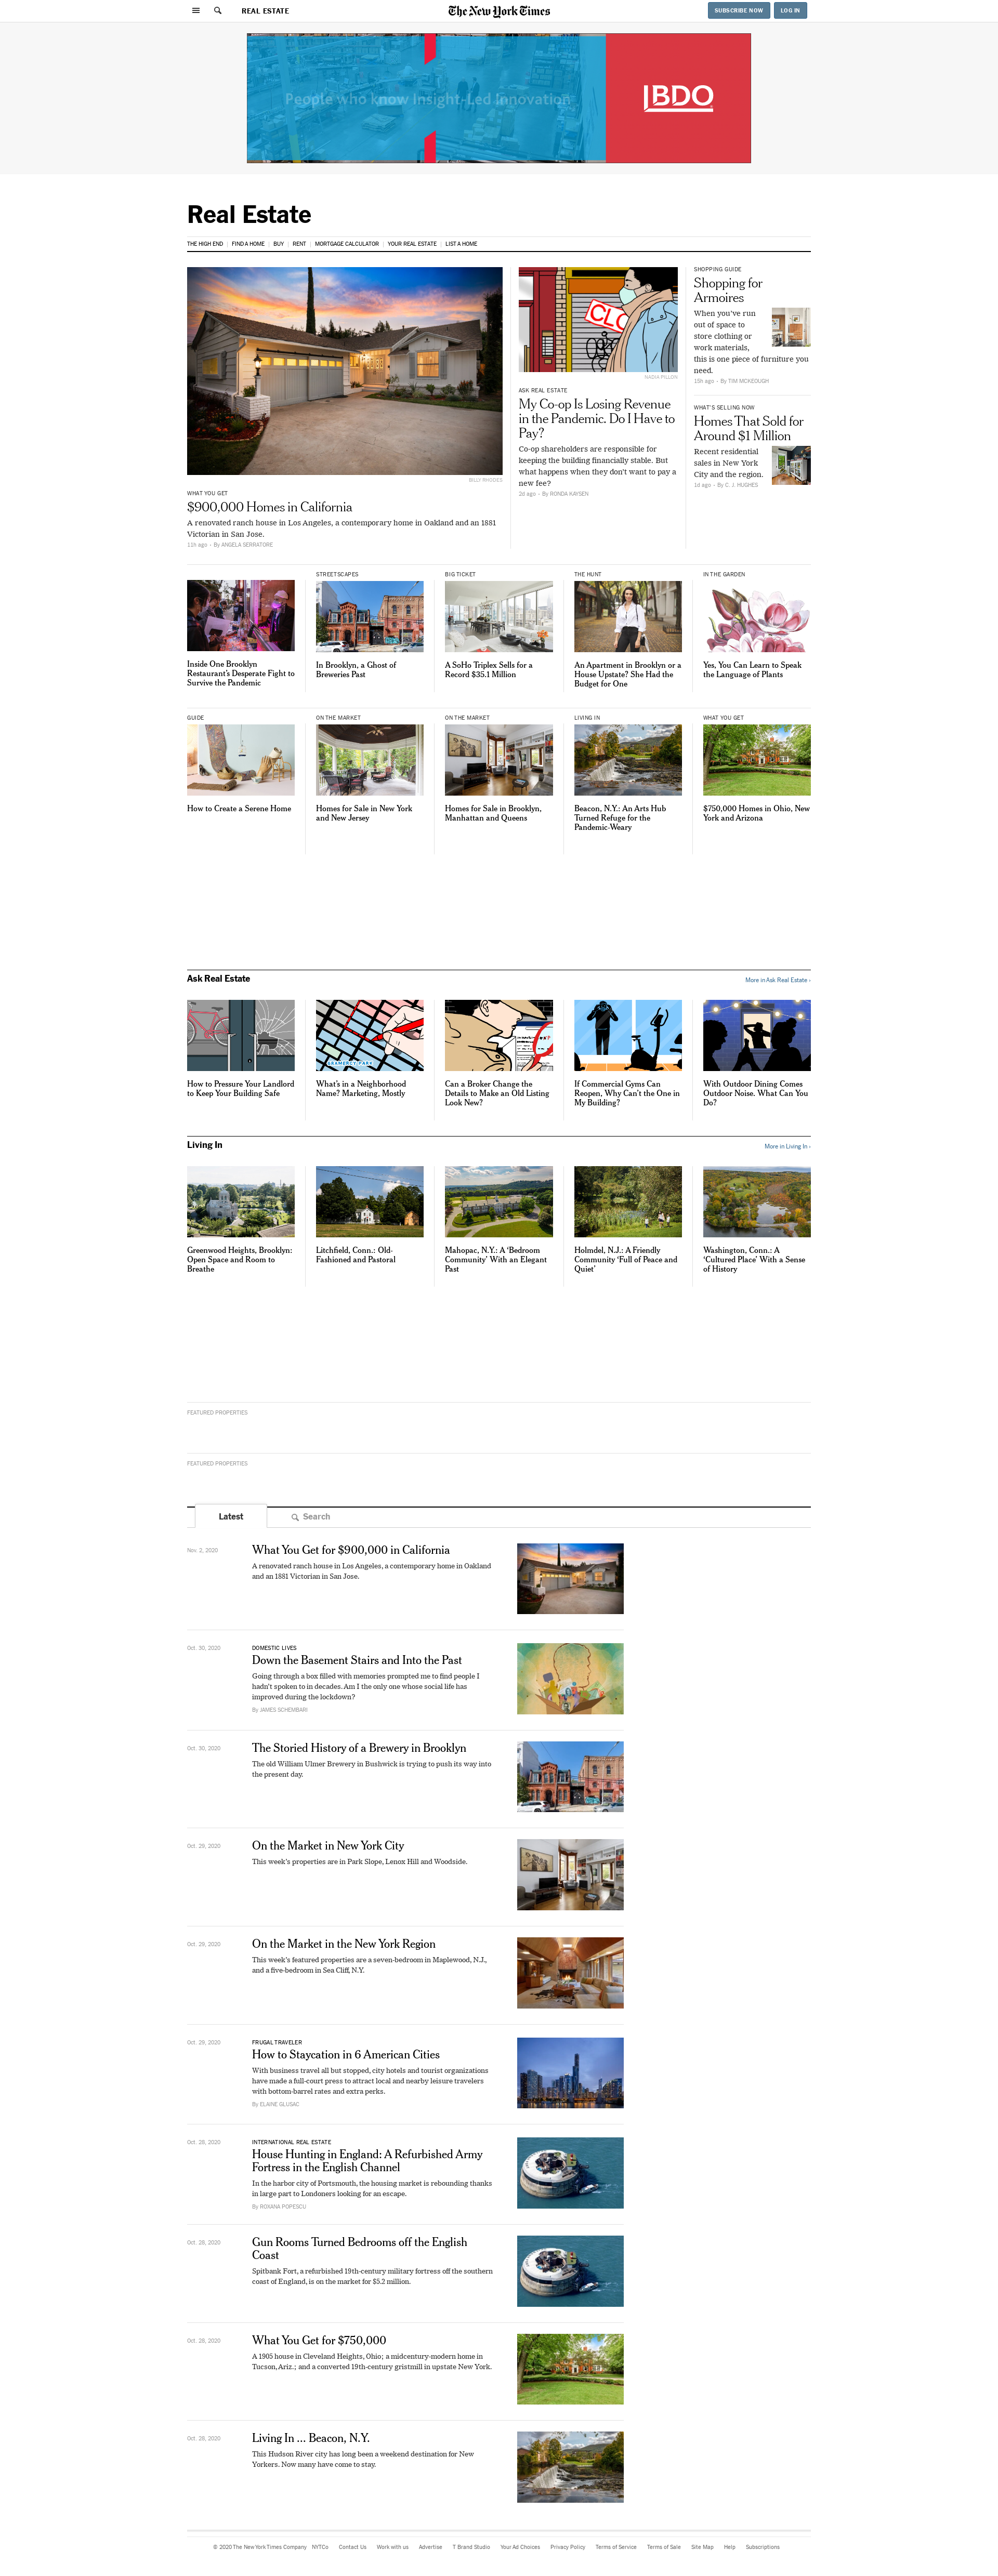 REAL ESTATE
The New York Times
SUBSCRIBE NOW
LOG IN
People who know Insight-Led Innovation
BDO
Real Estate
THE HIGH END
FIND A HOME
BUY
RENT
MORTGAGE CALCULATOR
YOUR REAL ESTATE
LIST A HOME
BILLY RHODES
WHAT YOU GET
$900,000 Homes in California
A renovated ranch house in Los Angeles, a contemporary home in Oakland and an 1881
Victorian in San Jose.
11h ago · By ANGELA SERRATORE
NADIA PILLON
ASK REAL ESTATE
My Co-op Is Losing Revenue
in the Pandemic. Do I Have to
Pay?
Co-op shareholders are responsible for
keeping the building financially stable. But
what happens when they don't want to pay a
new fee?
2d ago · By RONDA KAYSEN
SHOPPING GUIDE
Shopping for
Armoires
When you've run
out of space to
store clothing or
work materials,
this is one piece of furniture you
need.
15h ago · By TIM MCKEOUGH
WHAT'S SELLING NOW
Homes That Sold for
Around $1 Million
Recent residential
sales in New York
City and the region.
1d ago · By C. J. HUGHES
Inside One Brooklyn
Restaurant's Desperate Fight to
Survive the Pandemic
STREETSCAPES
In Brooklyn, a Ghost of
Breweries Past
BIG TICKET
A SoHo Triplex Sells for a
Record $35.1 Million
THE HUNT
An Apartment in Brooklyn or a
House Upstate? She Had the
Budget for One
IN THE GARDEN
Yes, You Can Learn to Speak
the Language of Plants
GUIDE
How to Create a Serene Home
ON THE MARKET
Homes for Sale in New York
and New Jersey
ON THE MARKET
Homes for Sale in Brooklyn,
Manhattan and Queens
LIVING IN
Beacon, N.Y.: An Arts Hub
Turned Refuge for the
Pandemic-Weary
WHAT YOU GET
$750,000 Homes in Ohio, New
York and Arizona
Ask Real Estate
More in Ask Real Estate ›
How to Pressure Your Landlord
to Keep Your Building Safe
GRAMERCY PARK
What's in a Neighborhood
Name? Marketing, Mostly
Can a Broker Change the
Details to Make an Old Listing
Look New?
If Commercial Gyms Can
Reopen, Why Can't the One in
My Building?
With Outdoor Dining Comes
Outdoor Noise. What Can You
Do?
Living In
More in Living In ›
Greenwood Heights, Brooklyn:
Open Space and Room to
Breathe
Litchfield, Conn.: Old-
Fashioned and Pastoral
Mahopac, N.Y.: A 'Bedroom
Community' With an Elegant
Past
Holmdel, N.J.: A Friendly
Community 'Full of Peace and
Quiet'
Washington, Conn.: A
'Cultured Place' With a Sense
of History
FEATURED PROPERTIES
FEATURED PROPERTIES
Latest
Search
Nov. 2, 2020
What You Get for $900,000 in California
A renovated ranch house in Los Angeles, a contemporary home in Oakland
and an 1881 Victorian in San Jose.
Oct. 30, 2020
DOMESTIC LIVES
Down the Basement Stairs and Into the Past
Going through a box filled with memories prompted me to find people I
hadn't spoken to in decades. Am I the only one whose social life has
improved during the lockdown?
By JAMES SCHEMBARI
Oct. 30, 2020
The Storied History of a Brewery in Brooklyn
The old William Ulmer Brewery in Bushwick is trying to push its way into
the present day.
Oct. 29, 2020
On the Market in New York City
This week's properties are in Park Slope, Lenox Hill and Woodside.
Oct. 29, 2020
On the Market in the New York Region
This week's featured properties are a seven-bedroom in Maplewood, N.J.,
and a five-bedroom in Sea Cliff, N.Y.
Oct. 29, 2020
FRUGAL TRAVELER
How to Staycation in 6 American Cities
With business travel all but stopped, city hotels and tourist organizations
have made a full-court press to attract local and nearby leisure travelers
with bottom-barrel rates and extra perks.
By ELAINE GLUSAC
Oct. 28, 2020
INTERNATIONAL REAL ESTATE
House Hunting in England: A Refurbished Army
Fortress in the English Channel
In the harbor city of Portsmouth, the housing market is rebounding thanks
in large part to Londoners looking for an escape.
By ROXANA POPESCU
Oct. 28, 2020
Gun Rooms Turned Bedrooms off the English
Coast
Spitbank Fort, a refurbished 19th-century military fortress off the southern
coast of England, is on the market for $5.2 million.
Oct. 28, 2020
What You Get for $750,000
A 1905 house in Cleveland Heights, Ohio; a midcentury-modern home in
Tucson, Ariz.; and a converted 19th-century gristmill in upstate New York.
Oct. 28, 2020
Living In ... Beacon, N.Y.
This Hudson River city has long been a weekend destination for New
Yorkers. Now many have come to stay.
© 2020 The New York Times Company
NYTCo
Contact Us
Work with us
Advertise
T Brand Studio
Your Ad Choices
Privacy Policy
Terms of Service
Terms of Sale
Site Map
Help
Subscriptions